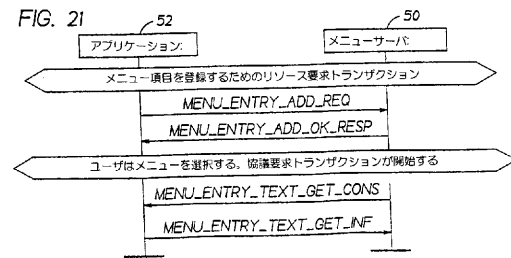 FIG. 21
52
50
アプリケーション:
メニューサーバ:
メニュー項目を登録するためのリソース要求トランザクション
MENU_ENTRY_ADD_REQ
MENU_ENTRY_ADD_OK_RESP
ユーザはメニューを選択する。協議要求トランザクションが開始する
MENU_ENTRY_TEXT_GET_CONS
MENU_ENTRY_TEXT_GET_INF